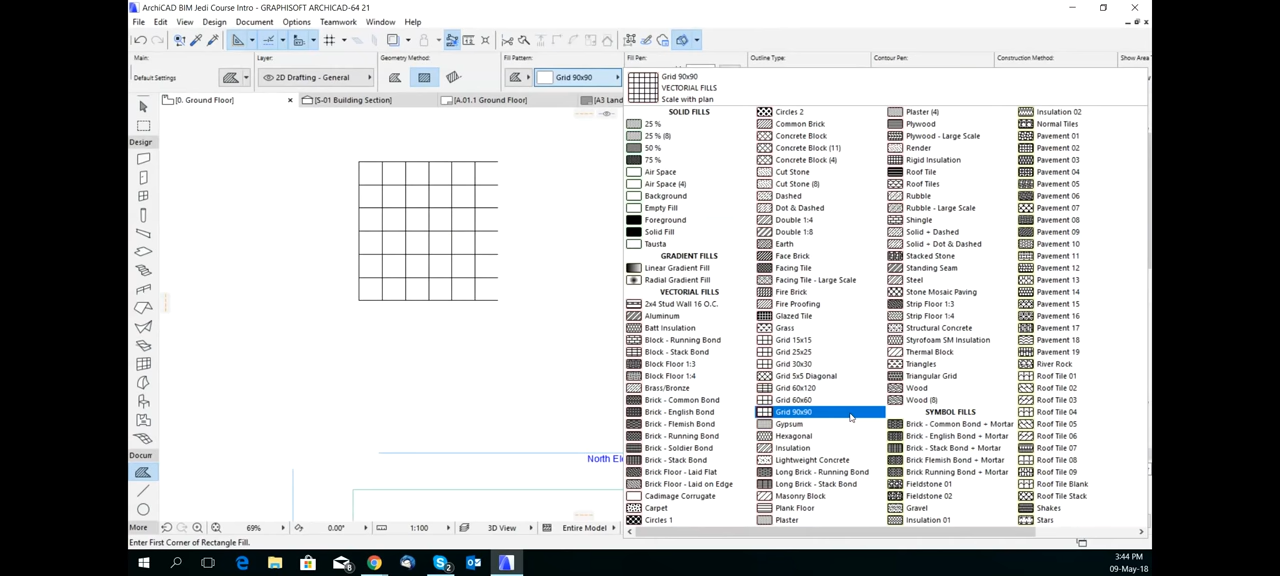 ArchiCAD BIM Jedi Course Intro - GRAPHISOFT ARCHICAD-64 21
File Edit View Design Document Options Teamwork Window Help
Main: Layer: Geometry Method: Fill Pattern: Fill Pen: Outline Type: Contour Pen: Construction Method: Show Area
Default Settings 2D Drafting - General Grid 90x90
[0. Ground Floor] [S-01 Building Section] [A.01.1 Ground Floor] [A3 Land
Grid 90x90
VECTORIAL FILLS
Scale with plan
SOLID FILLS
25 %
25 % (8)
50 %
75 %
Air Space
Air Space (4)
Background
Empty Fill
Foreground
Solid Fill
Tausta
GRADIENT FILLS
Linear Gradient Fill
Radial Gradient Fill
VECTORIAL FILLS
2x4 Stud Wall 16 O.C.
Aluminum
Batt Insulation
Block - Running Bond
Block - Stack Bond
Block Floor 1:3
Block Floor 1:4
Brass/Bronze
Brick - Common Bond
Brick - English Bond
Brick - Flemish Bond
Brick - Running Bond
Brick - Soldier Bond
Brick - Stack Bond
Brick Floor - Laid Flat
Brick Floor - Laid on Edge
Cadimage Corrugate
Carpet
Circles 1
Circles 2
Common Brick
Concrete Block
Concrete Block (11)
Concrete Block (4)
Cut Stone
Cut Stone (8)
Dashed
Dot & Dashed
Double 1:4
Double 1:8
Earth
Face Brick
Facing Tile
Facing Tile - Large Scale
Fire Brick
Fire Proofing
Glazed Tile
Grass
Grid 15x15
Grid 25x25
Grid 30x30
Grid 5x5 Diagonal
Grid 60x120
Grid 60x60
Grid 90x90
Gypsum
Hexagonal
Insulation
Lightweight Concrete
Long Brick - Running Bond
Long Brick - Stack Bond
Masonry Block
Plank Floor
Plaster
Plaster (4)
Plywood
Plywood - Large Scale
Render
Rigid Insulation
Roof Tile
Roof Tiles
Rubble
Rubble - Large Scale
Shingle
Solid + Dashed
Solid + Dot & Dashed
Stacked Stone
Standing Seam
Steel
Stone Mosaic Paving
Strip Floor 1:3
Strip Floor 1:4
Structural Concrete
Styrofoam SM Insulation
Thermal Block
Triangles
Triangular Grid
Wood
Wood (8)
SYMBOL FILLS
Brick - Common Bond + Mortar
Brick - English Bond + Mortar
Brick - Stack Bond + Mortar
Brick Flemish Bond + Mortar
Brick Running Bond + Mortar
Fieldstone 01
Fieldstone 02
Gravel
Insulation 01
Insulation 02
Normal Tiles
Pavement 01
Pavement 02
Pavement 03
Pavement 04
Pavement 05
Pavement 06
Pavement 07
Pavement 08
Pavement 09
Pavement 10
Pavement 11
Pavement 12
Pavement 13
Pavement 14
Pavement 15
Pavement 16
Pavement 17
Pavement 18
Pavement 19
River Rock
Roof Tile 01
Roof Tile 02
Roof Tile 03
Roof Tile 04
Roof Tile 05
Roof Tile 06
Roof Tile 07
Roof Tile 08
Roof Tile 09
Roof Tile Blank
Roof Tile Stack
Shakes
Stars
Design
Docum
More
North El
69% 0.00° 1:100 3D View Entire Model
Enter First Corner of Rectangle Fill.
3:44 PM
09-May-18